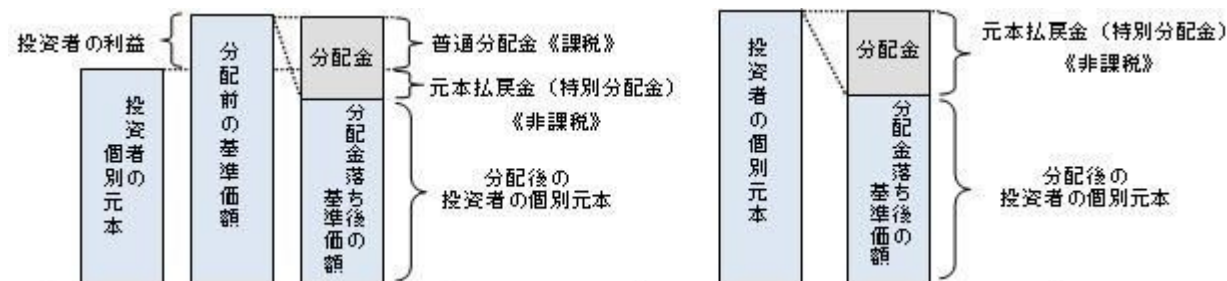 投資者の利益
投資者の
個別元本
分配前の基準価額
分配金
分配金落ち後の
基準価額
普通分配金《課税》
元本払戻金（特別分配金）
《非課税》
分配後の
投資者の個別元本
投資者の個別元本
分配金
分配金落ち後の
基準価額
元本払戻金（特別分配金）
《非課税》
分配後の
投資者の個別元本